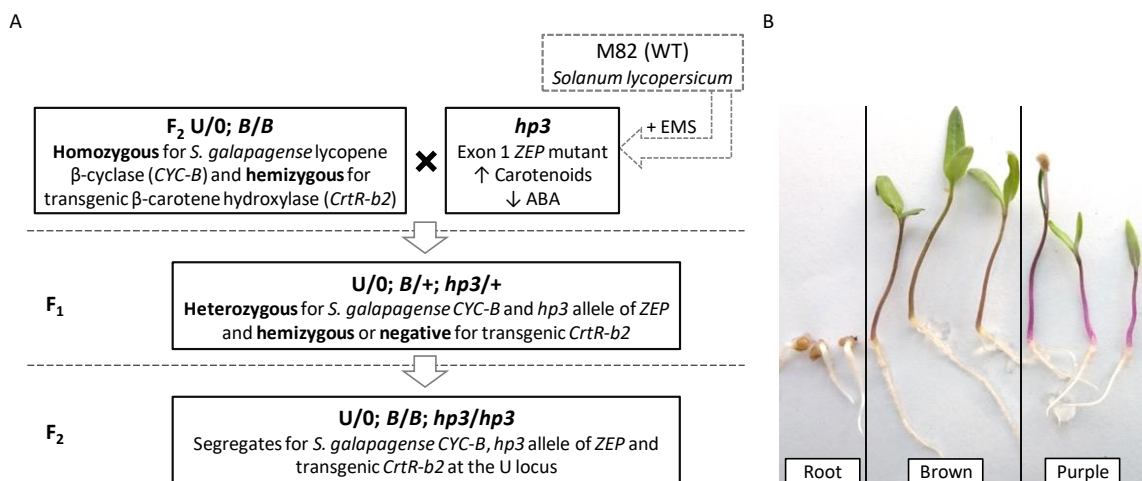 A
M82 (WT)
Solanum lycopersicum
+ EMS
F₂ U/0; B/B
Homozygous for S. galapagense lycopene
β-cyclase (CYC-B) and hemizygous for
transgenic β-carotene hydroxylase (CrtR-b2)
×
hp3
Exon 1 ZEP mutant
↑ Carotenoids
↓ ABA
F₁
U/0; B/+; hp3/+
Heterozygous for S. galapagense CYC-B and hp3 allele of ZEP
and hemizygous or negative for transgenic CrtR-b2
F₂
U/0; B/B; hp3/hp3
Segregates for S. galapagense CYC-B, hp3 allele of ZEP and
transgenic CrtR-b2 at the U locus
B
Root
Brown
Purple